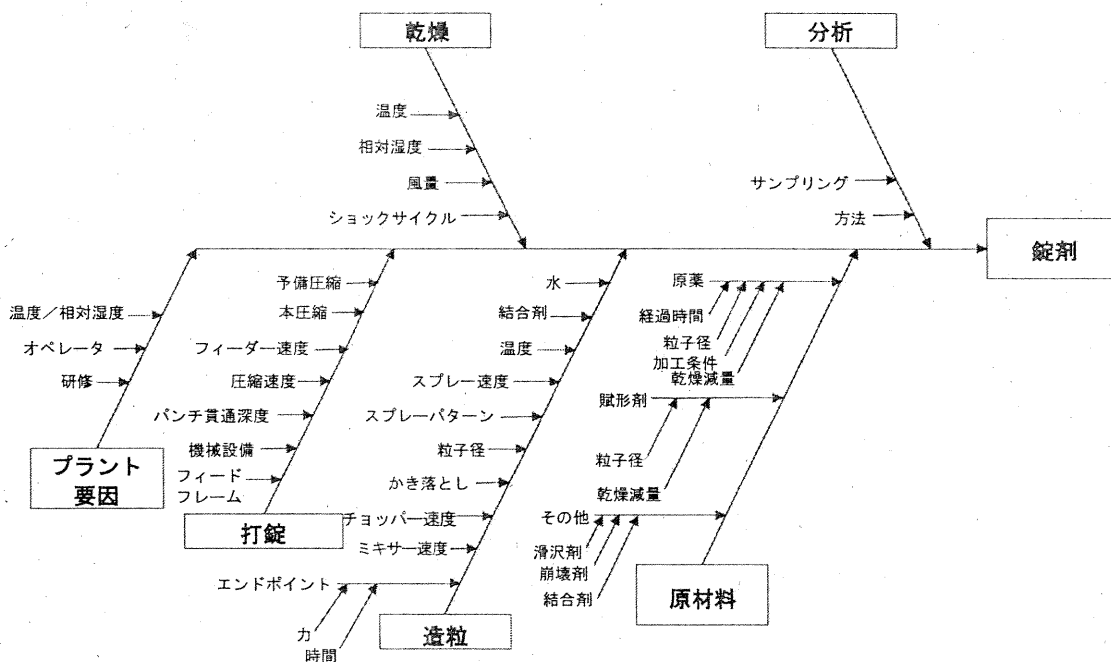 乾燥
分析
温度
相対湿度
風量
ショックサイクル
サンプリング
方法
錠剤
温度／相対湿度
オペレータ
研修
プラント
要因
予備圧縮
本圧縮
フィーダー速度
圧縮速度
パンチ貫通深度
機械設備
フィード
フレーム
打錠
水
結合剤
温度
スプレー速度
スプレーパターン
粒子径
かき落とし
チョッパー速度
ミキサー速度
エンドポイント
力
時間
造粒
原薬
経過時間
粒子径
加工条件
乾燥減量
賦形剤
粒子径
乾燥減量
その他
滑沢剤
崩壊剤
結合剤
原材料